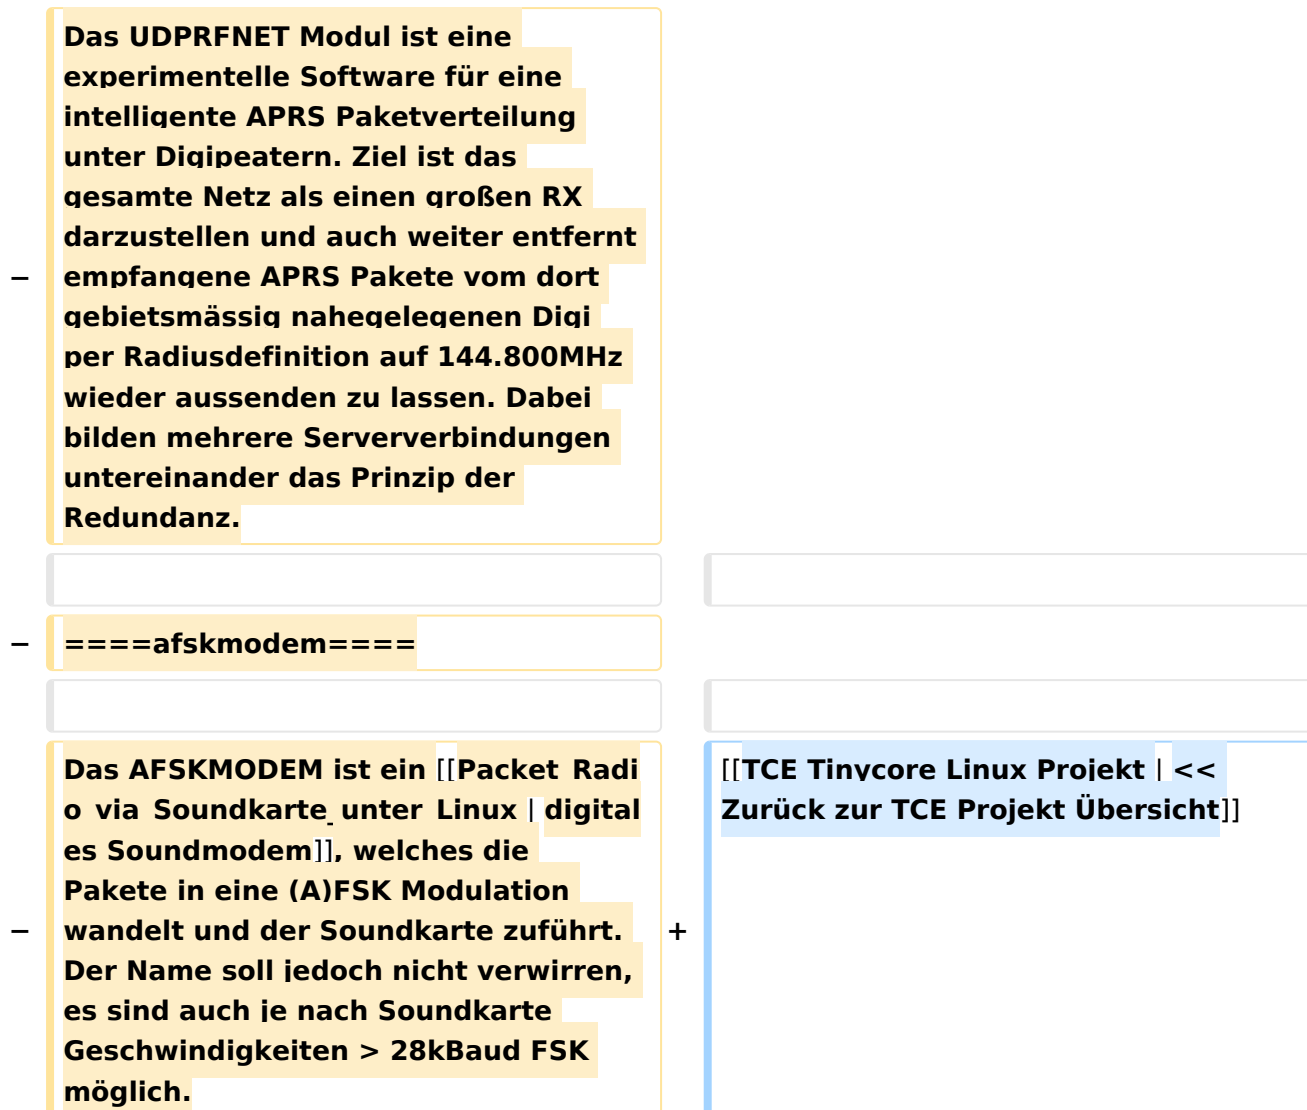 Das UDPRFNET Modul ist eine
experimentelle Software für eine
intelligente APRS Paketverteilung
unter Digipeatern. Ziel ist das
gesamte Netz als einen großen RX
darzustellen und auch weiter entfernt
− empfangene APRS Pakete vom dort
gebietsmässig nahegelegenen Digi
per Radiusdefinition auf 144.800MHz
wieder aussenden zu lassen. Dabei
bilden mehrere Serververbindungen
untereinander das Prinzip der
Redundanz.
− ====afskmodem====
Das AFSKMODEM ist ein [[Packet Radi
o via Soundkarte unter Linux | digital
es Soundmodem]], welches die
Pakete in eine (A)FSK Modulation
− wandelt und der Soundkarte zuführt.
Der Name soll jedoch nicht verwirren,
es sind auch je nach Soundkarte
Geschwindigkeiten > 28kBaud FSK
möglich.
[[TCE Tinycore Linux Projekt | <<
+ Zurück zur TCE Projekt Übersicht]]